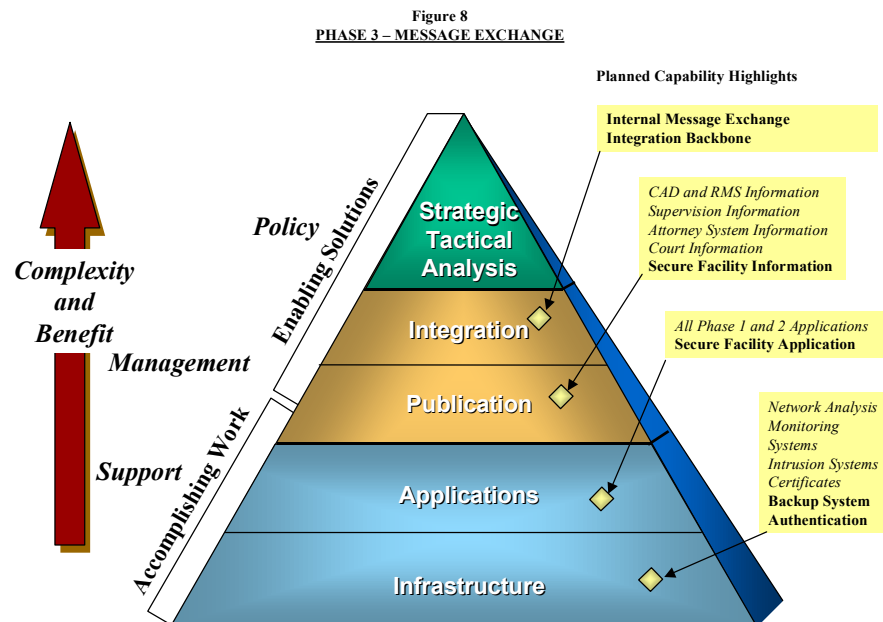 Figure 8
PHASE 3 – MESSAGE EXCHANGE
Planned Capability Highlights
Internal Message Exchange
Integration Backbone
CAD and RMS Information
Supervision Information
Attorney System Information
Court Information
Secure Facility Information
All Phase 1 and 2 Applications
Secure Facility Application
Network Analysis
Monitoring
Systems
Intrusion Systems
Certificates
Backup System
Authentication
Complexity
and
Benefit
Policy
Management
Support
Enabling Solutions
Accomplishing Work
Strategic
Tactical
Analysis
Integration
Publication
Applications
Infrastructure